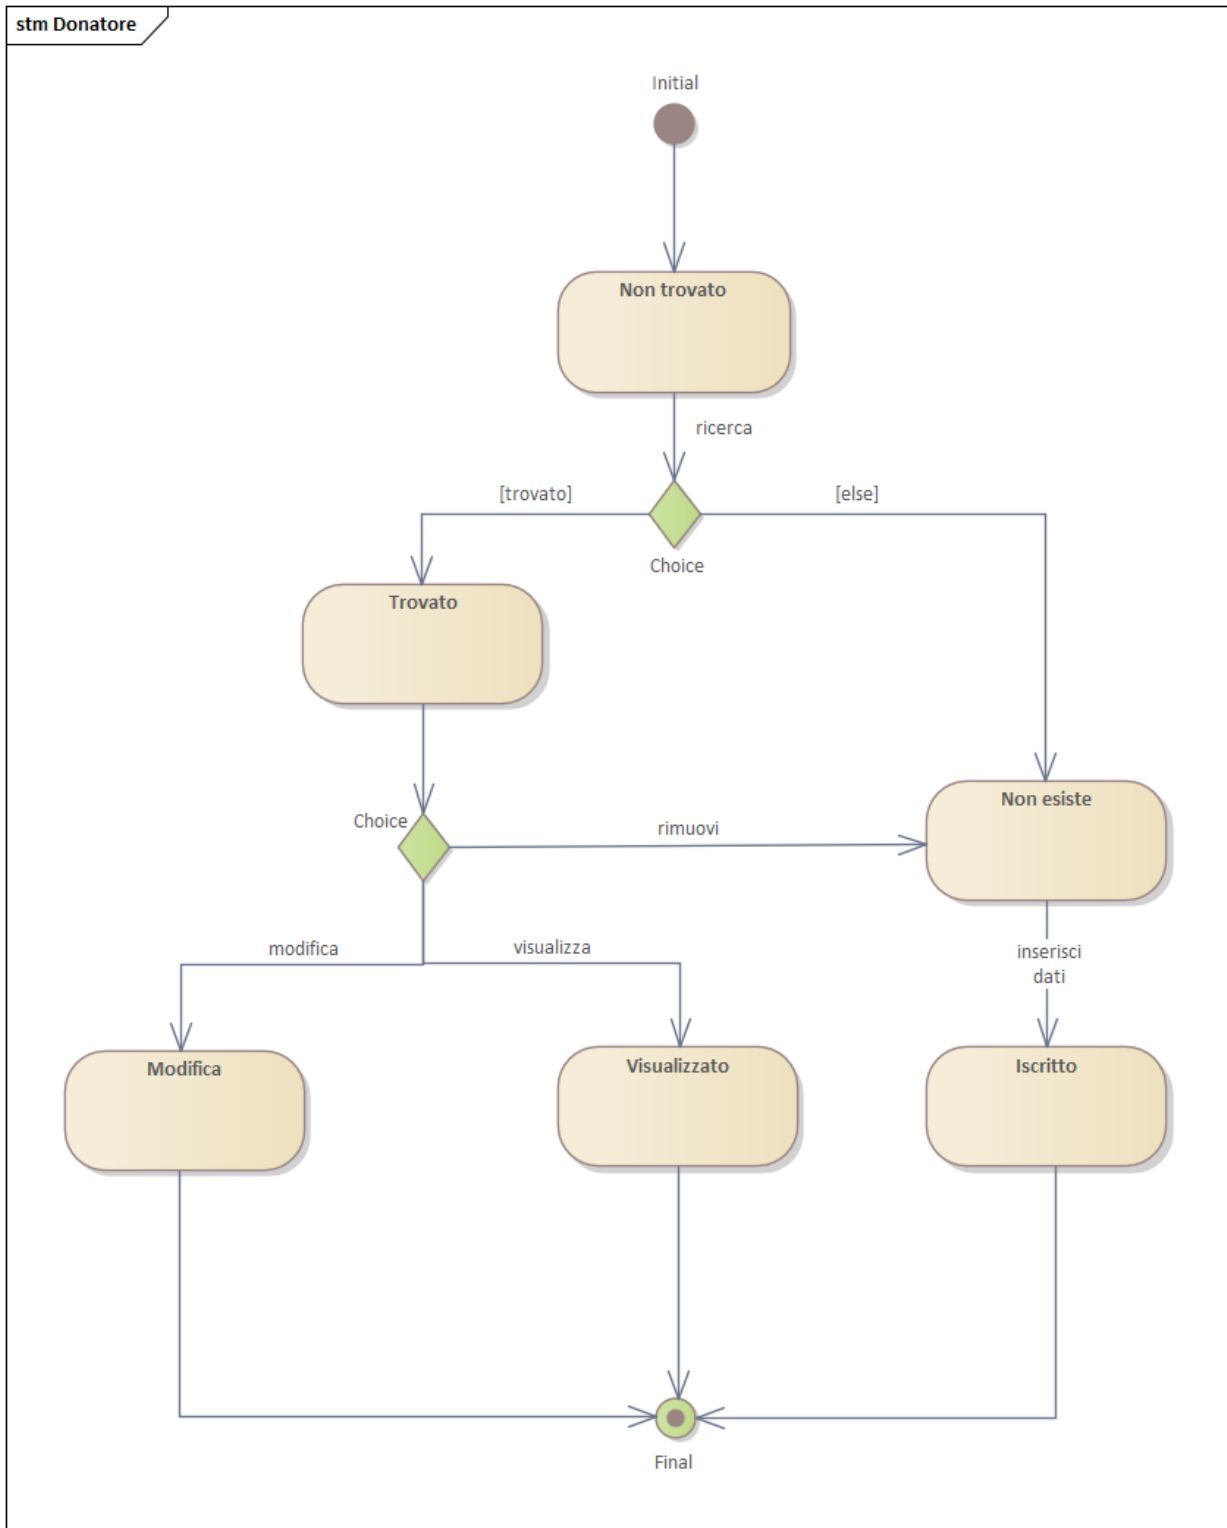 stm Donatore
Initial
Non trovato
ricerca
[trovato]
[else]
Choice
Trovato
Non esiste
Choice
rimuovi
modifica
visualizza
inserisci
dati
Modifica
Visualizzato
Iscritto
Final